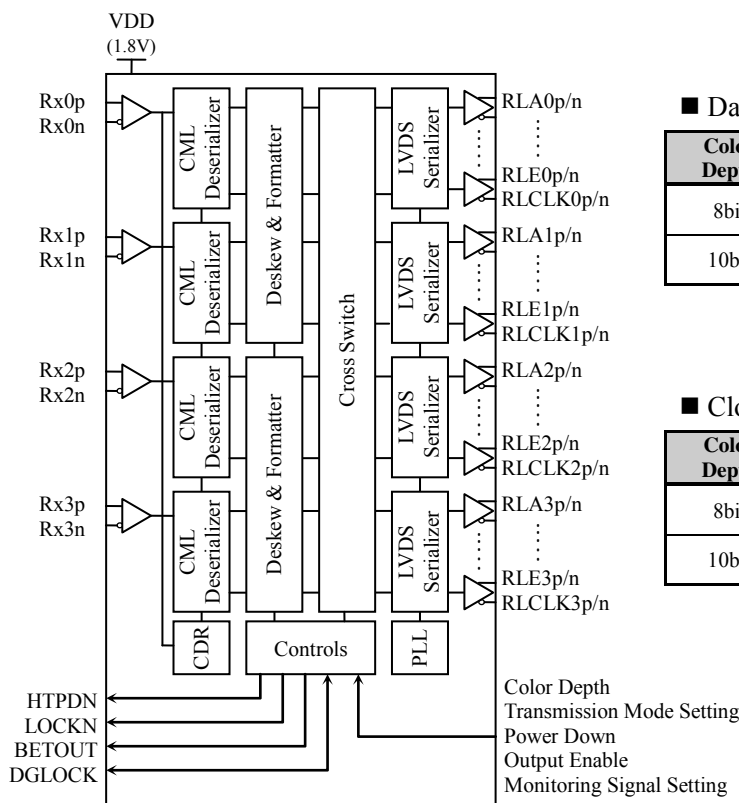 VDD
(1.8V)
Rx0p
Rx0n
Rx1p
Rx1n
Rx2p
Rx2n
Rx3p
Rx3n
CML
Deserializer
CML
Deserializer
CML
Deserializer
CML
Deserializer
CDR
Deskew & Formatter
Deskew & Formatter
Controls
Cross Switch
LVDS
Serializer
LVDS
Serializer
LVDS
Serializer
LVDS
Serializer
PLL
RLA0p/n
RLE0p/n
RLCLK0p/n
RLA1p/n
RLE1p/n
RLCLK1p/n
RLA2p/n
RLE2p/n
RLCLK2p/n
RLA3p/n
RLE3p/n
RLCLK3p/n
HTPDN
LOCKN
BETOUT
DGLOCK
Color Depth
Transmission Mode Setting
Power Down
Output Enable
Monitoring Signal Setting
■ Da
Colo
Dep
8bi
10b
■ Clo
Colo
Dep
8bi
10b